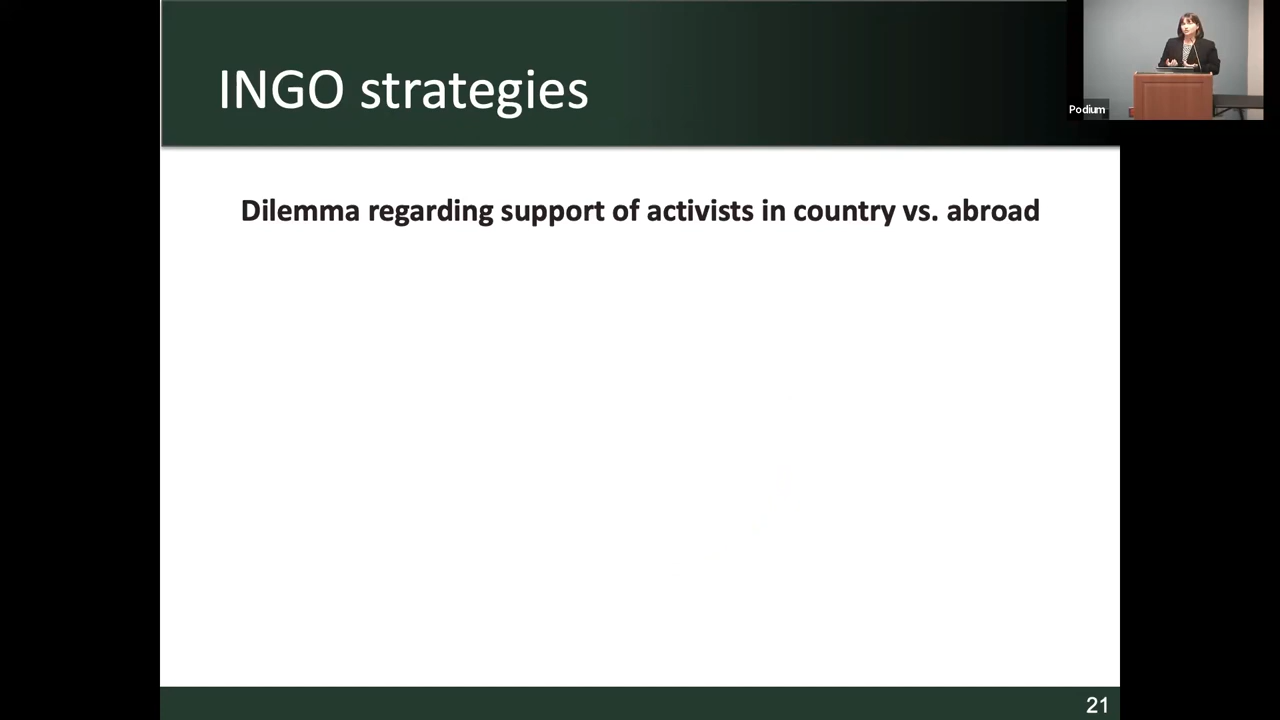 INGO strategies
Podium
Dilemma regarding support of activists in country vs. abroad
21